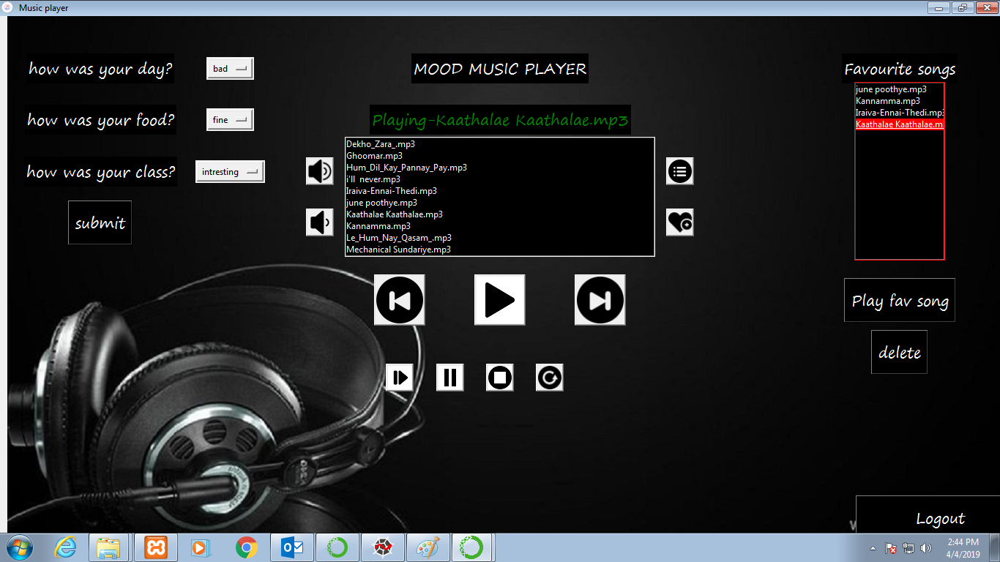 Music player
how was your day?
bad
how was your food?
fine
how was your class?
intresting
submit
MOOD MUSIC PLAYER
Playing-Kaathalae Kaathalae.mp3
Dekho_Zara_.mp3
Ghoomar.mp3
Hum_Dil_Kay_Pannay_Pay.mp3
i'll  never.mp3
Iraiva-Ennai-Thedi.mp3
june poothye.mp3
Kaathalae Kaathalae.mp3
Kannamma.mp3
Le_Hum_Nay_Qasam_.mp3
Mechanical Sundariye.mp3
Favourite songs
june poothye.mp3
Kannamma.mp3
Iraiva-Ennai-Thedi.mp3
Kaathalae Kaathalae.m
Play fav song
delete
Logout
2:44 PM
4/4/2019